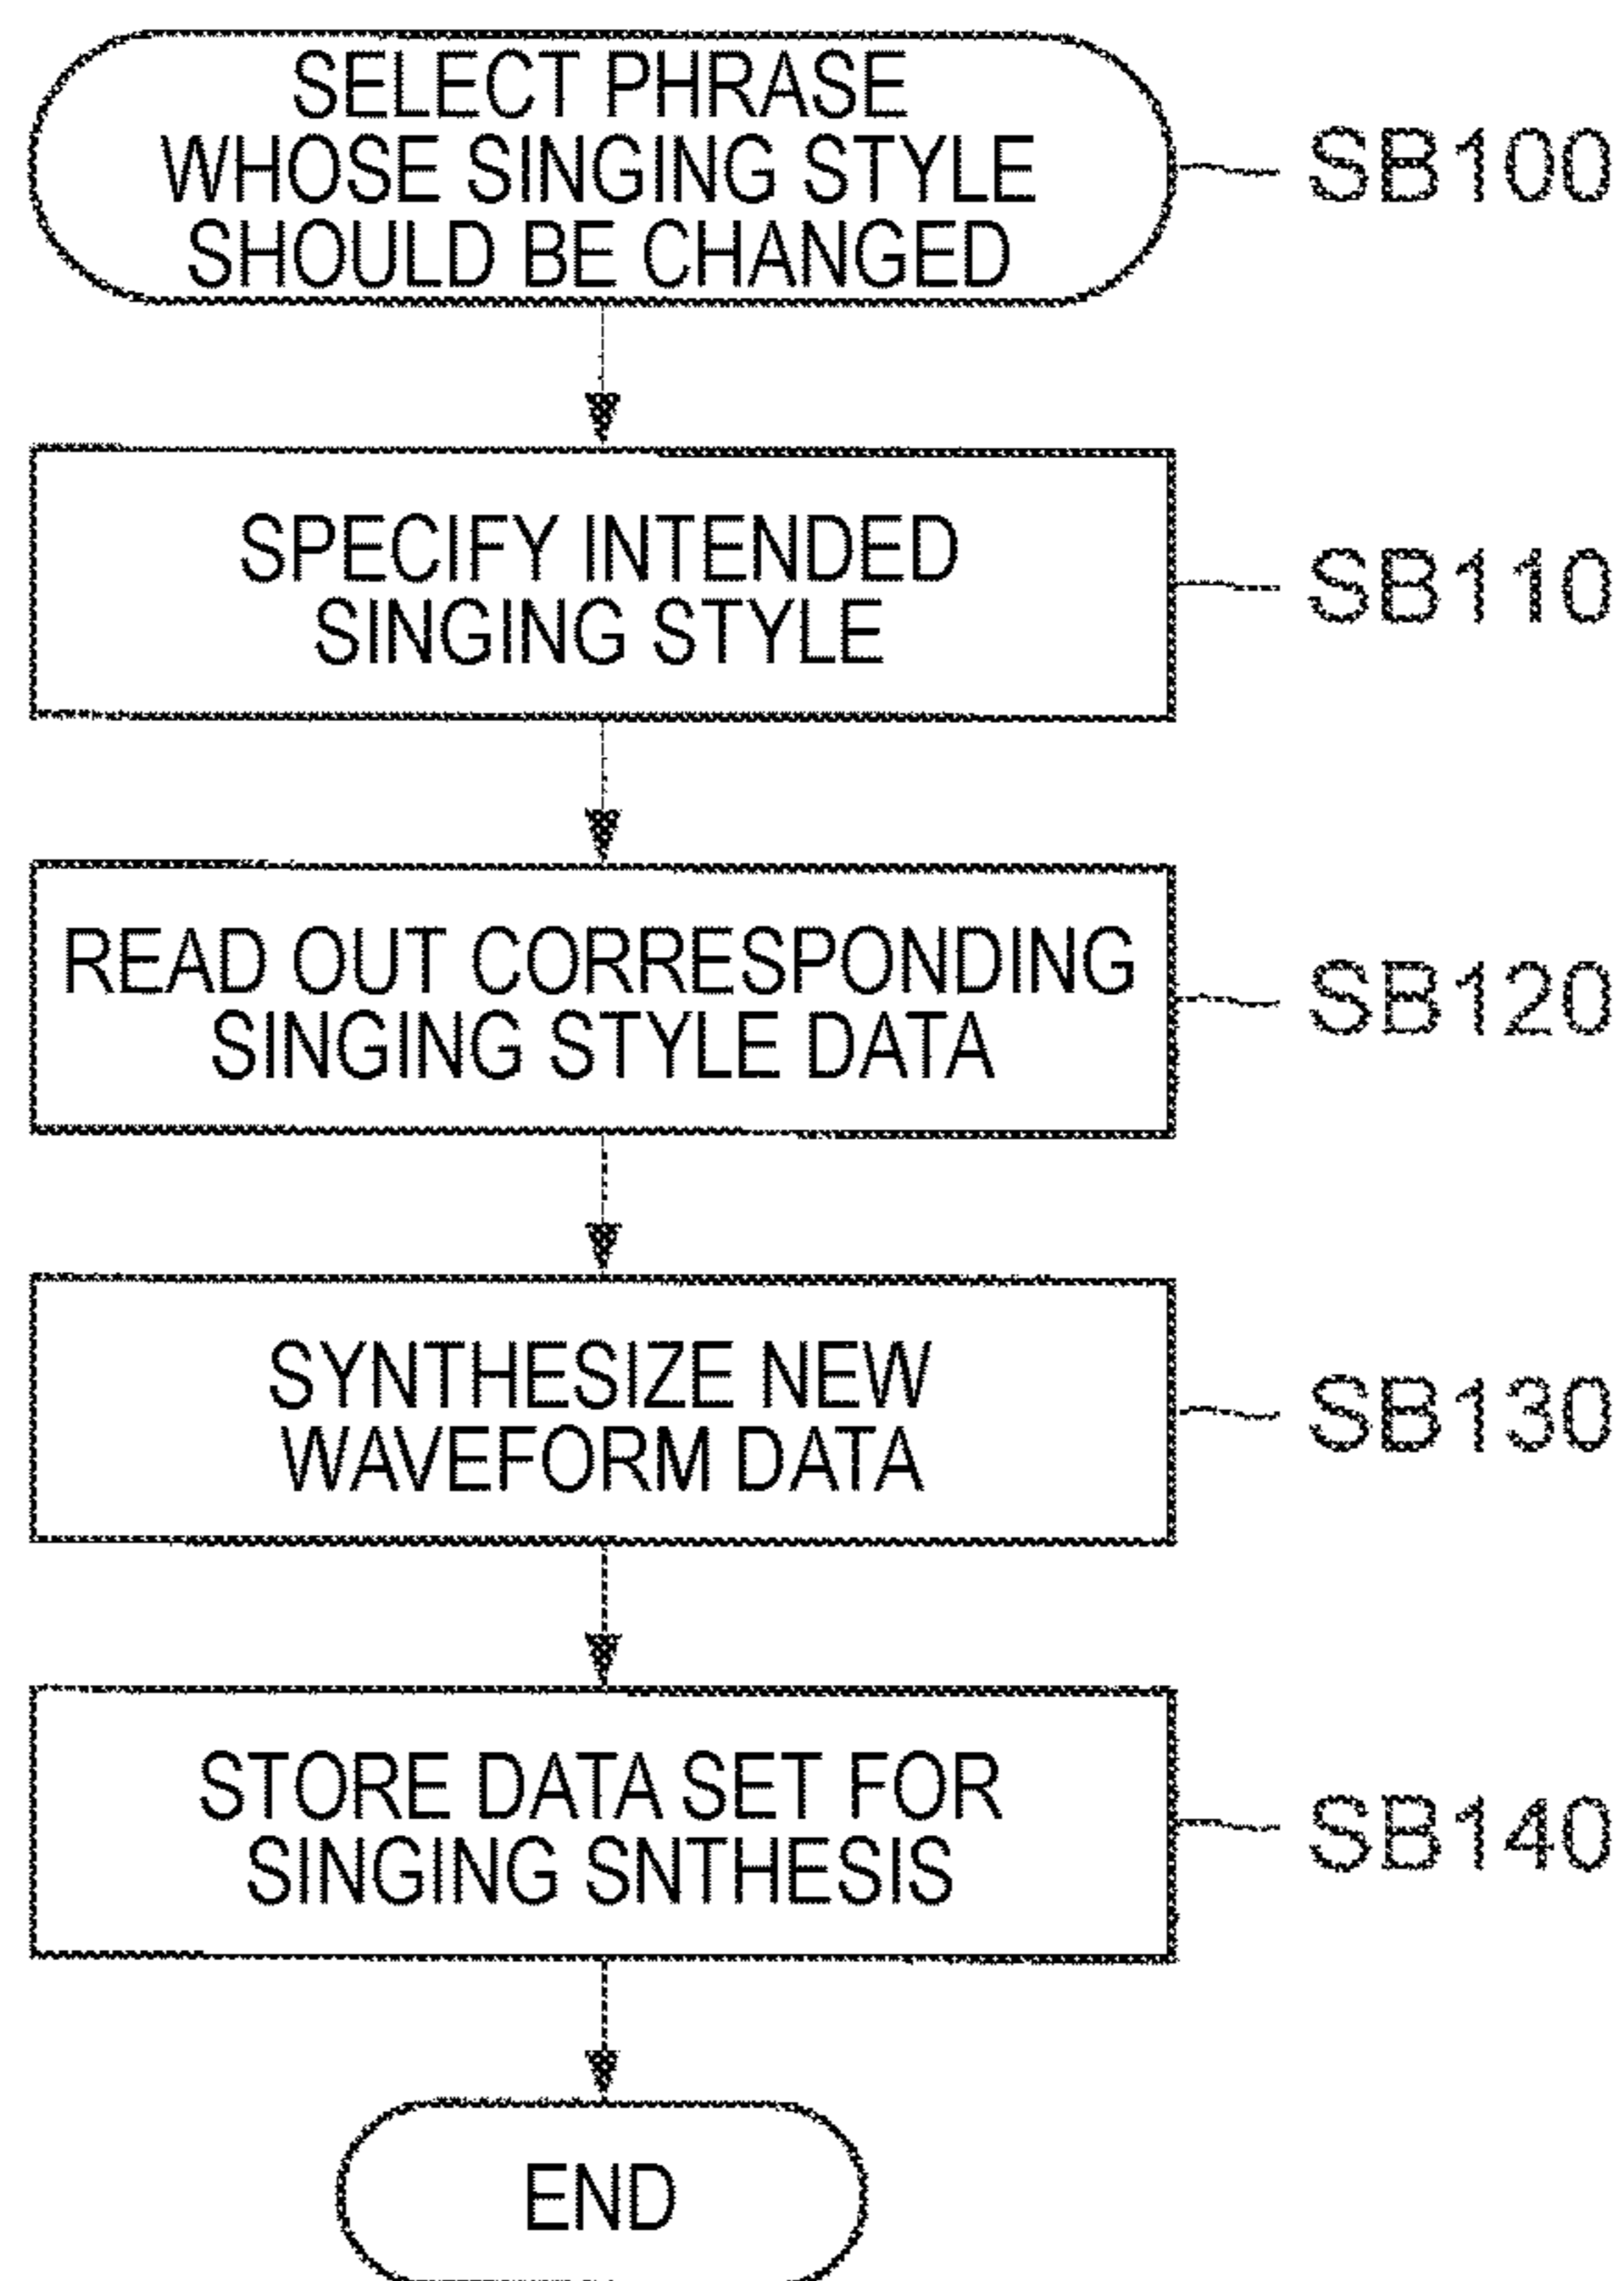 SELECT PHRASE
WHOSE SINGING STYLE
SHOULD BE CHANGED
SB100
SPECIFY INTENDED
SINGING STYLE
SB110
READ OUT CORRESPONDING
SINGING STYLE DATA
SB120
SYNTHESIZE NEW
WAVEFORM DATA
SB130
STORE DATA SET FOR
SINGING SNTHESIS
SB140
END